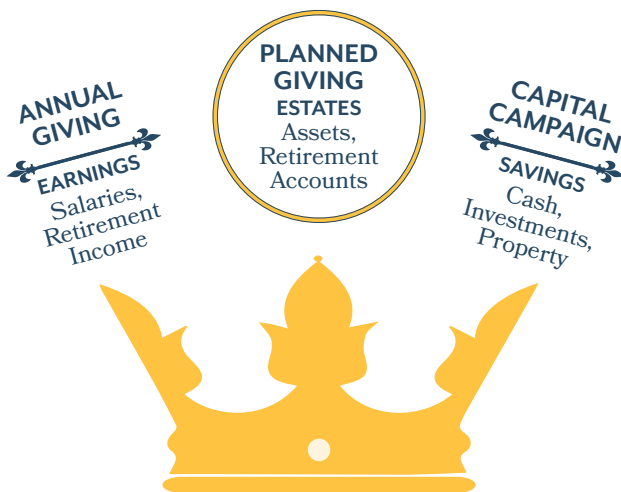 ANNUAL
GIVING
EARNINGS
Salaries,
Retirement
Income
PLANNED
GIVING
ESTATES
Assets,
Retirement
Accounts
CAPITAL
CAMPAIGN
SAVINGS
Cash,
Investments,
Property